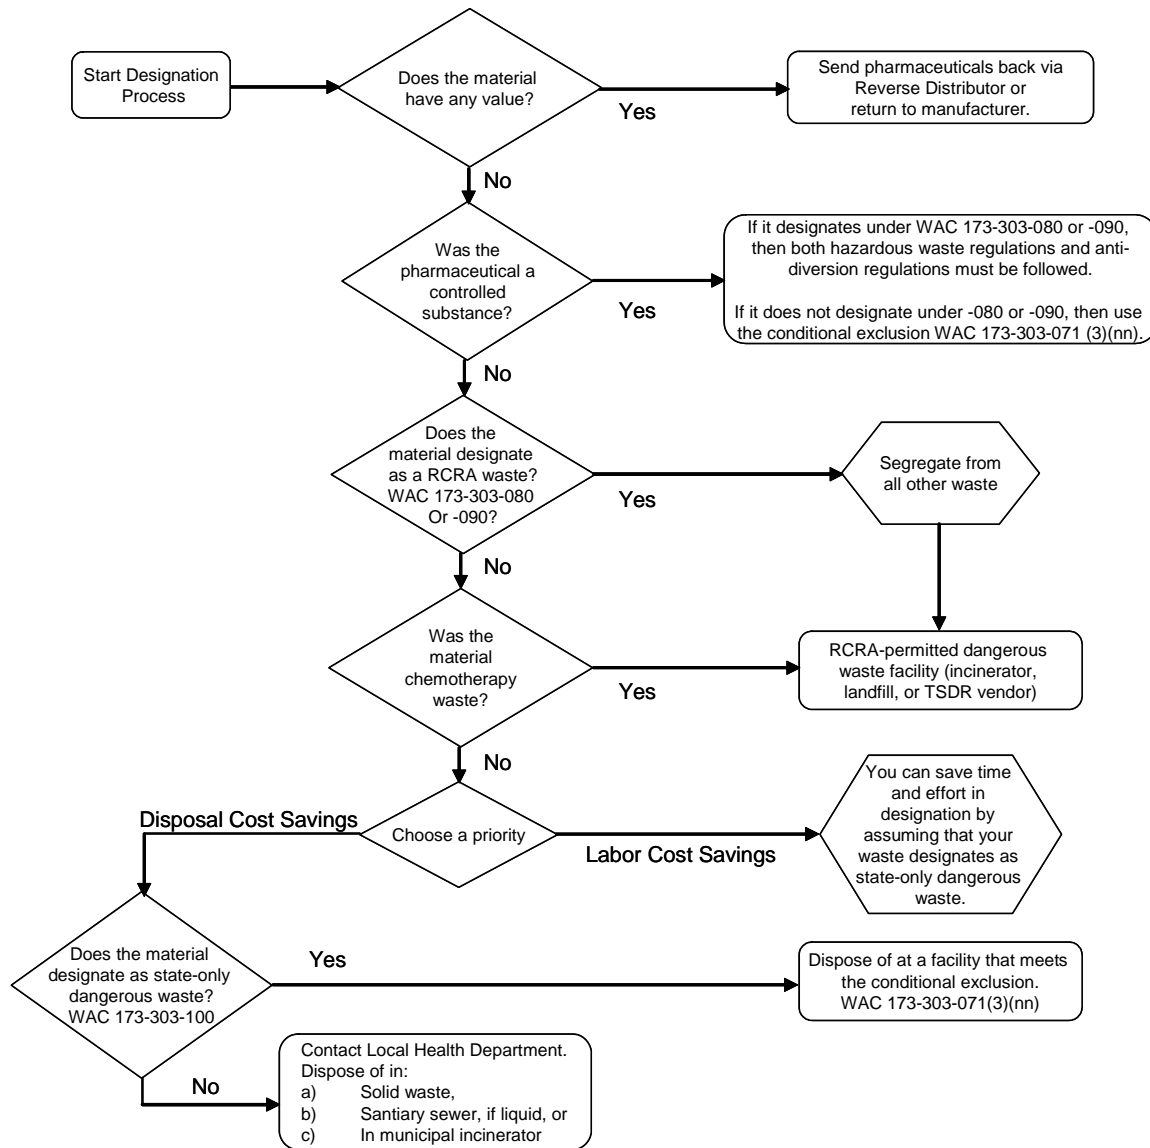 Start Designation
Process
Does the material
have any value?
Yes
Send pharmaceuticals back via
Reverse Distributor or
return to manufacturer.
No
Was the
pharmaceutical a
controlled
substance?
Yes
If it designates under WAC 173-303-080 or -090,
then both hazardous waste regulations and anti-
diversion regulations must be followed.
If it does not designate under -080 or -090, then use
the conditional exclusion WAC 173-303-071 (3)(nn).
No
Does the
material designate
as a RCRA waste?
WAC 173-303-080
Or -090?
Yes
Segregate from
all other waste
No
Was the
material
chemotherapy
waste?
Yes
RCRA-permitted dangerous
waste facility (incinerator,
landfill, or TSDR vendor)
No
Disposal Cost Savings
Choose a priority
Labor Cost Savings
You can save time
and effort in
designation by
assuming that your
waste designates as
state-only dangerous
waste.
Does the material
designate as state-only
dangerous waste?
WAC 173-303-100
Yes
Dispose of at a facility that meets
the conditional exclusion.
WAC 173-303-071(3)(nn)
No
Contact Local Health Department.
Dispose of in:
a) Solid waste,
b) Santiary sewer, if liquid, or
c) In municipal incinerator